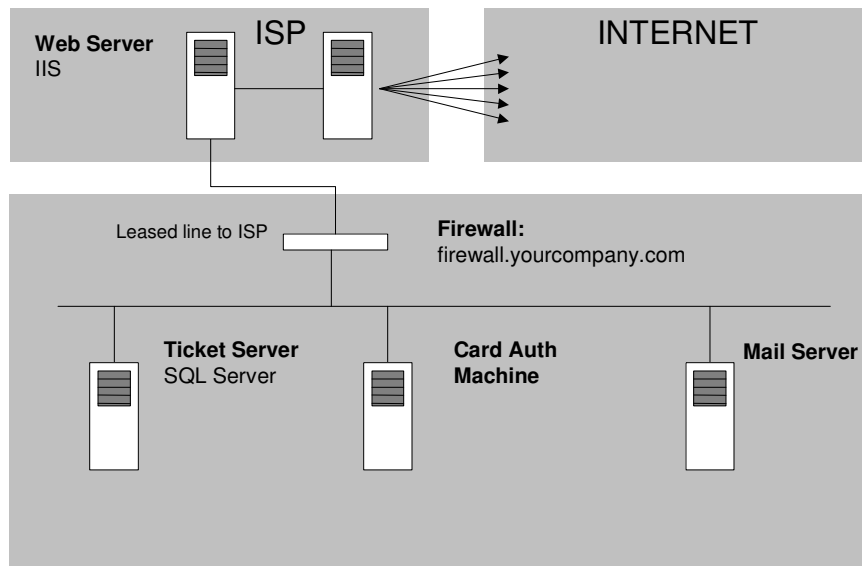 ISP
INTERNET
Web Server
IIS
Leased line to ISP
Firewall:
firewall.yourcompany.com
Ticket Server
SQL Server
Card Auth
Machine
Mail Server